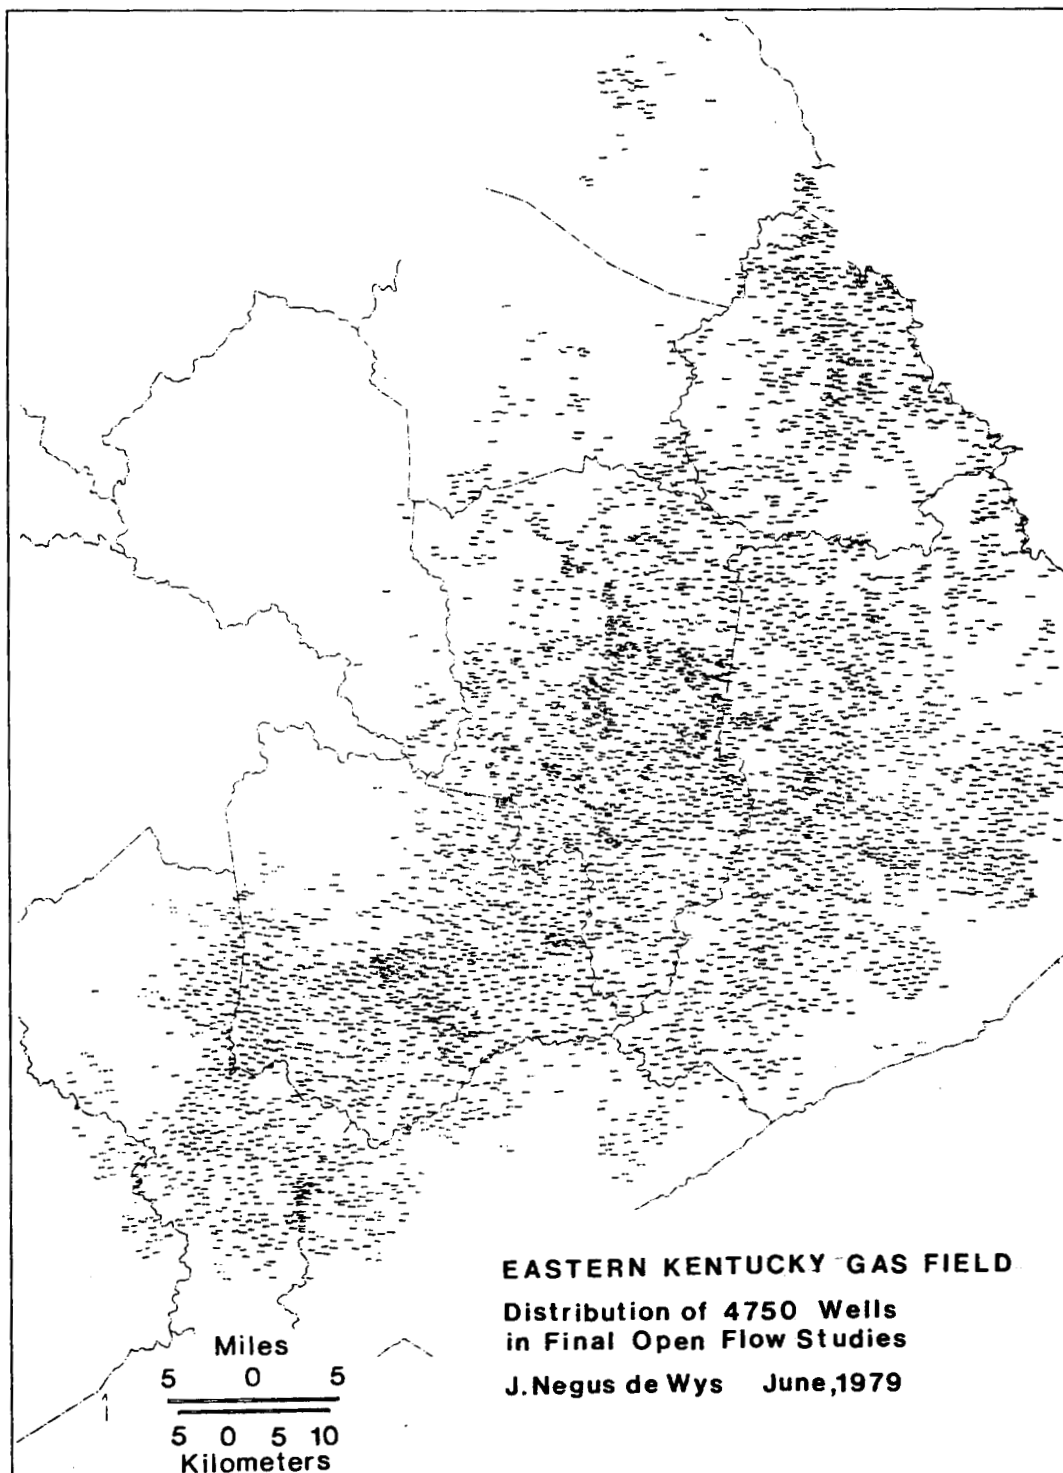 EASTERN KENTUCKY GAS FIELD
Distribution of 4750 Wells
in Final Open Flow Studies
J. Negus de Wys June, 1979
Miles
5 0 5
5 0 5 10
Kilometers